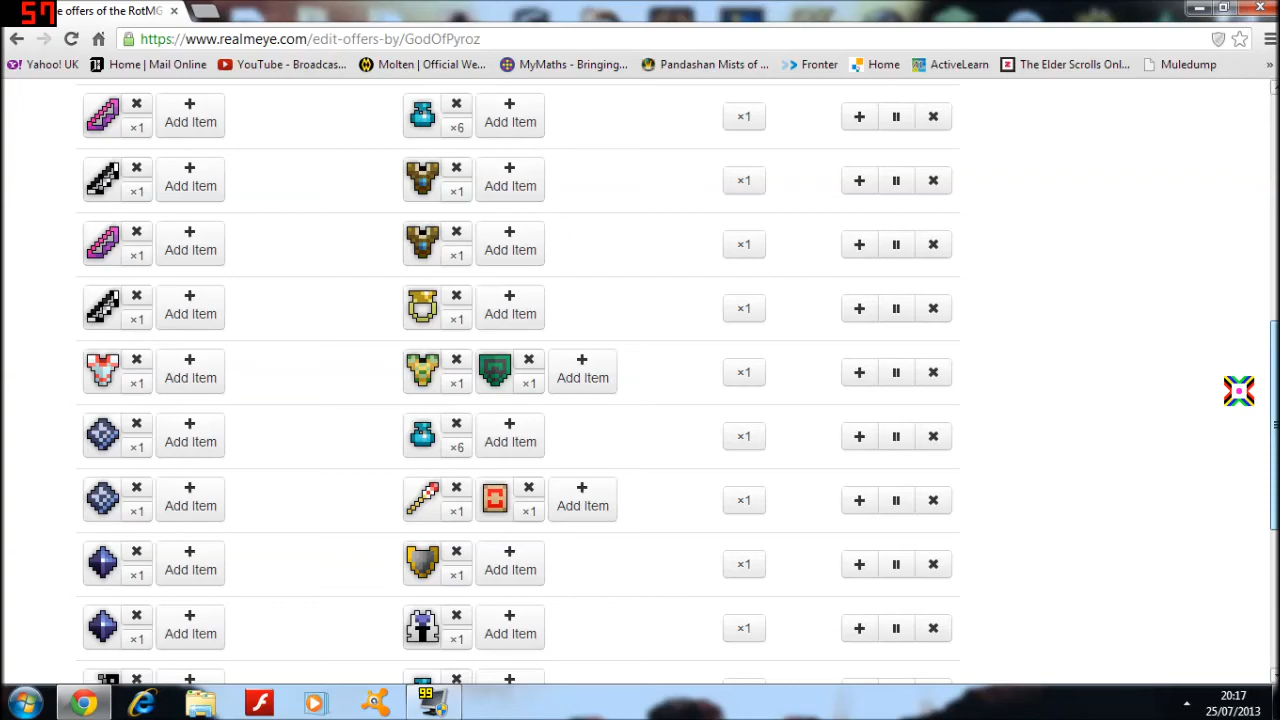 57
e offers of the RotMG ×
https://www.realmeye.com/edit-offers-by/GodOfPyroz
Yahoo! UK Home | Mail Online YouTube - Broadcas... Molten | Official We... MyMaths - Bringing... Pandashan Mists of ... Fronter Home ActiveLearn The Elder Scrolls Onl... Muledump »
×1 Add Item ×6 Add Item ×1
×1 Add Item ×1 Add Item ×1
×1 Add Item ×1 Add Item ×1
×1 Add Item ×1 Add Item ×1
×1 Add Item ×1 ×1 Add Item ×1
×1 Add Item ×6 Add Item ×1
×1 Add Item ×1 ×1 Add Item ×1
×1 Add Item ×1 Add Item ×1
×1 Add Item ×1 Add Item ×1
99
20:17
25/07/2013